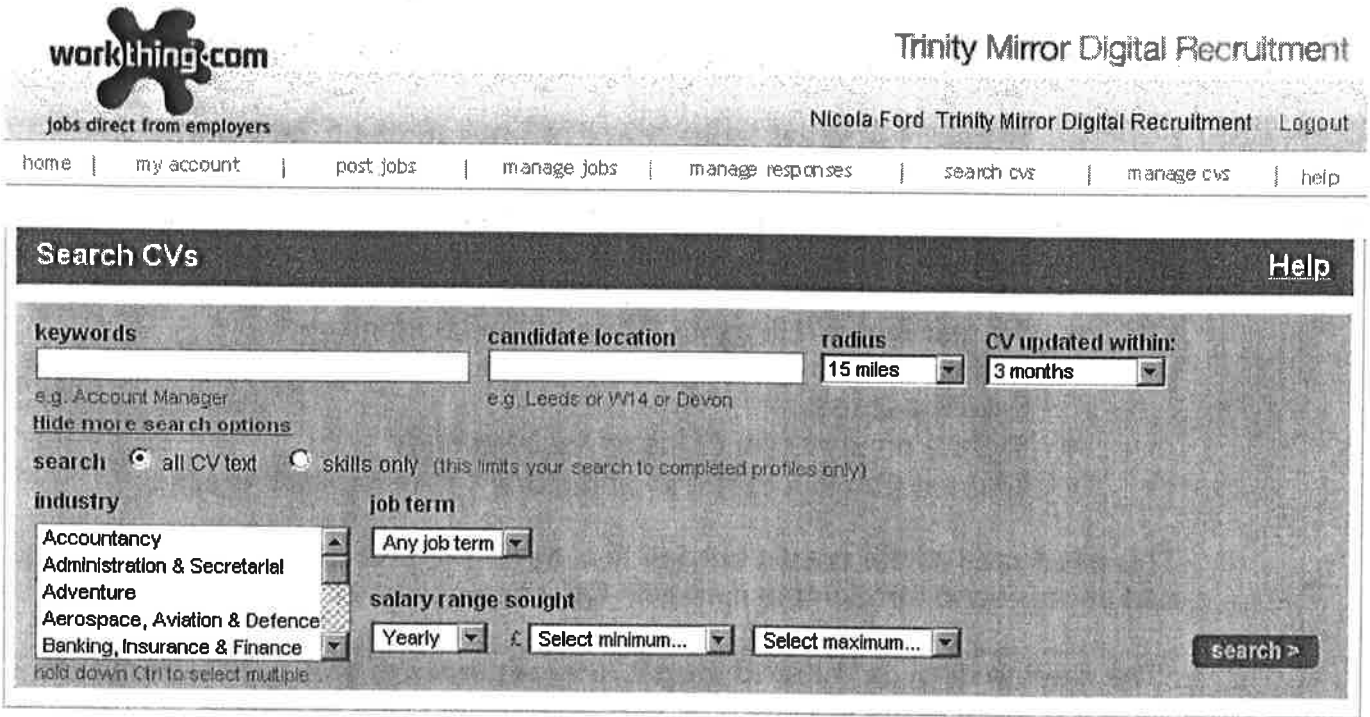 workthing.com
Trinity Mirror Digital Recruitment
jobs direct from employers
Nicola Ford Trinity Mirror Digital Recruitment Logout
home | my account | post jobs | manage jobs | manage responses | search cvs | manage cvs | help
Search CVs Help
keywords candidate location radius CV updated within:
15 miles 3 months
e.g. Account Manager e.g. Leeds or W14 or Devon
Hide more search options
search all CV text skills only (this limits your search to completed profiles only)
industry job term
Accountancy Any job term
Administration & Secretarial
Adventure
Aerospace, Aviation & Defence
salary range sought
Banking, Insurance & Finance Yearly £ Select minimum... Select maximum... search >
hold down Ctrl to select multiple